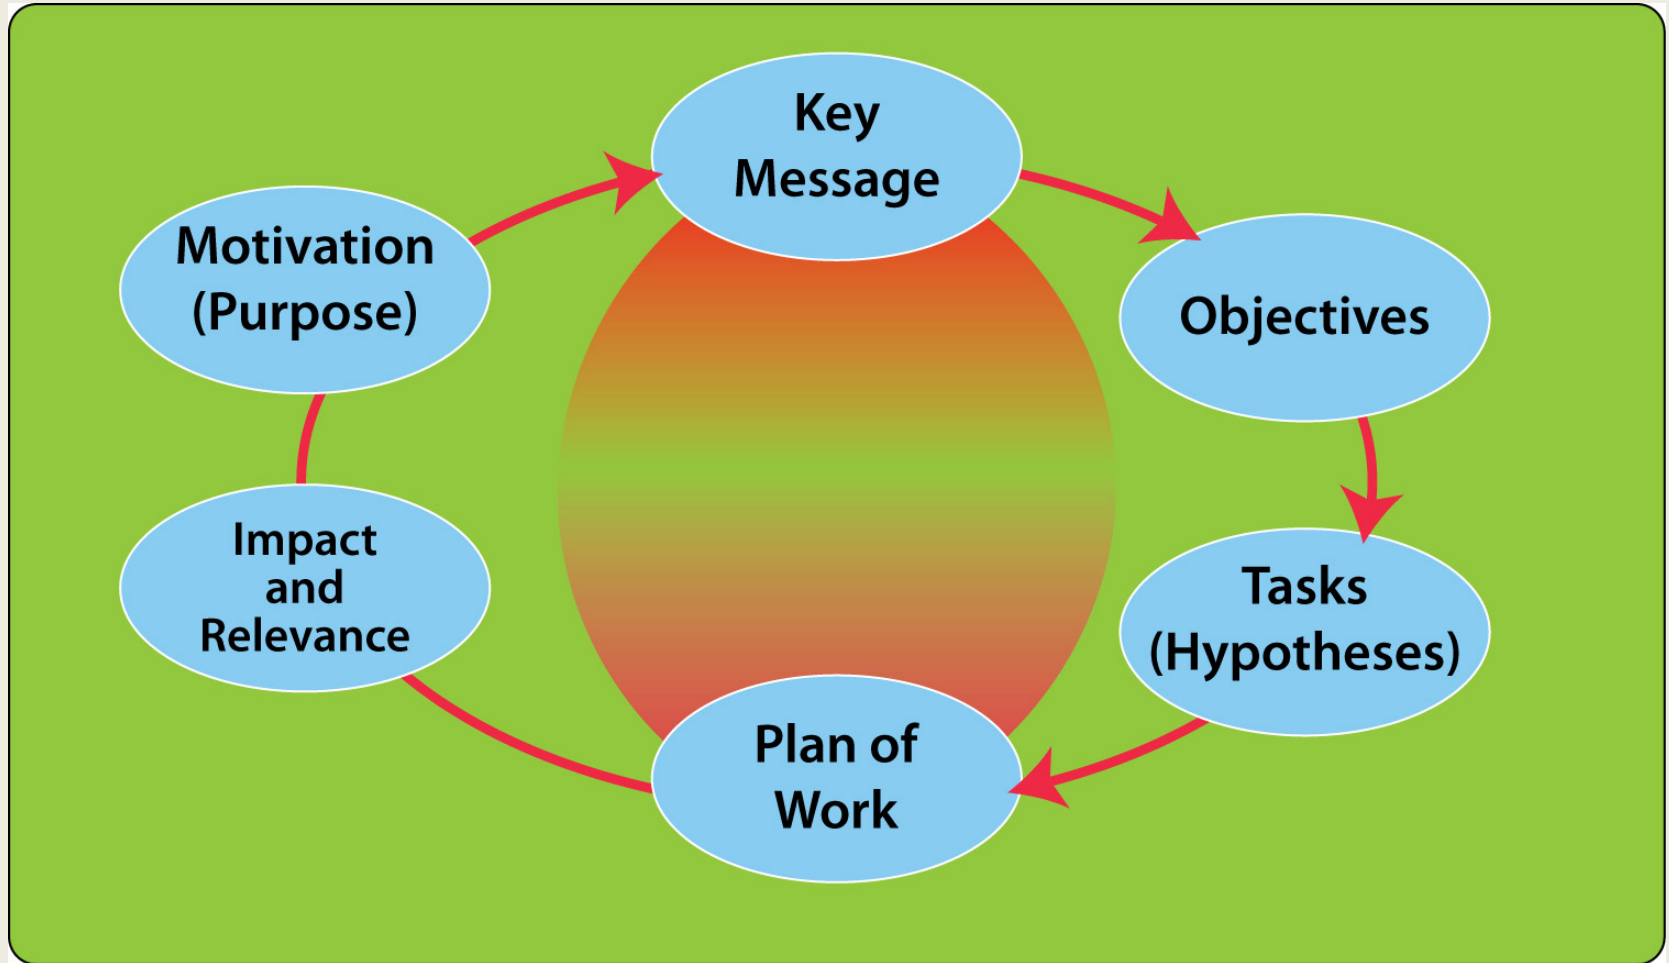 Key
Message
Motivation
(Purpose)
Objectives
Impact
and
Relevance
Tasks
(Hypotheses)
Plan of
Work